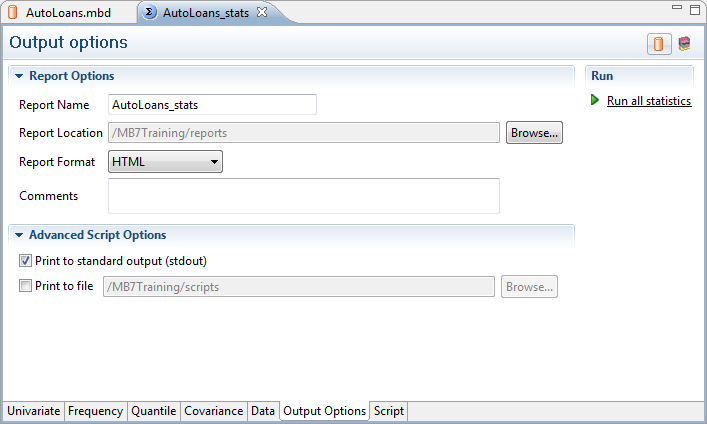 AutoLoans.mbd
AutoLoans_stats
Output options
Report Options
Run
Report Name AutoLoans_stats
Run all statistics
Report Location /MB7Training/reports Browse...
Report Format HTML
Comments
Advanced Script Options
Print to standard output (stdout)
Print to file /MB7Training/scripts Browse...
Univariate Frequency Quantile Covariance Data Output Options Script